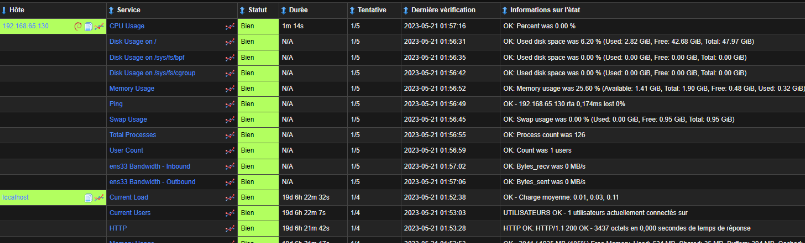 Hôte Service Statut Durée Tentative Dernière vérification Informations sur l'état
192.168.65.130 CPU Usage Bien 1m 14s 1/5 2023-05-21 01:57:16 OK: Percent was 0.00 %
Disk Usage on / Bien N/A 1/5 2023-05-21 01:56:31 OK: Used disk space was 6.20 % (Used: 2.82 GiB, Free: 42.68 GiB, Total: 47.97 GiB)
Disk Usage on /sys/fs/bpf Bien N/A 1/5 2023-05-21 01:56:35 OK: Used disk space was 0.00 % (Used: 0.00 GiB, Free: 0.00 GiB, Total: 0.00 GiB)
Disk Usage on /sys/fs/cgroup Bien N/A 1/5 2023-05-21 01:56:42 OK: Used disk space was 0.00 % (Used: 0.00 GiB, Free: 0.00 GiB, Total: 0.00 GiB)
Memory Usage Bien N/A 1/5 2023-05-21 01:56:52 OK: Memory usage was 25.60 % (Available: 1.41 GiB, Total: 1.90 GiB, Free: 0.48 GiB, Used: 0.32 GiB)
Ping Bien N/A 1/5 2023-05-21 01:56:49 OK - 192.168.65.130 rta 0,174ms lost 0%
Swap Usage Bien N/A 1/5 2023-05-21 01:56:45 OK: Swap usage was 0.00 % (Used: 0.00 GiB, Free: 0.95 GiB, Total: 0.95 GiB)
Total Processes Bien N/A 1/5 2023-05-21 01:56:55 OK: Process count was 126
User Count Bien N/A 1/5 2023-05-21 01:56:59 OK: Count was 1 users
ens33 Bandwidth - Inbound Bien N/A 1/5 2023-05-21 01:57:02 OK: Bytes_recv was 0 MB/s
ens33 Bandwidth - Outbound Bien N/A 1/5 2023-05-21 01:57:06 OK: Bytes_sent was 0 MB/s
localhost Current Load Bien 19d 6h 22m 32s 1/4 2023-05-21 01:52:38 OK - Charge moyenne: 0.01, 0.03, 0.11
Current Users Bien 19d 6h 22m 7s 1/4 2023-05-21 01:53:03 UTILISATEURS OK - 1 utilisateurs actuellement connectés sur
HTTP Bien 19d 6h 21m 42s 1/4 2023-05-21 01:53:28 HTTP OK: HTTP/1.1 200 OK - 3437 octets en 0,000 secondes de temps de réponse